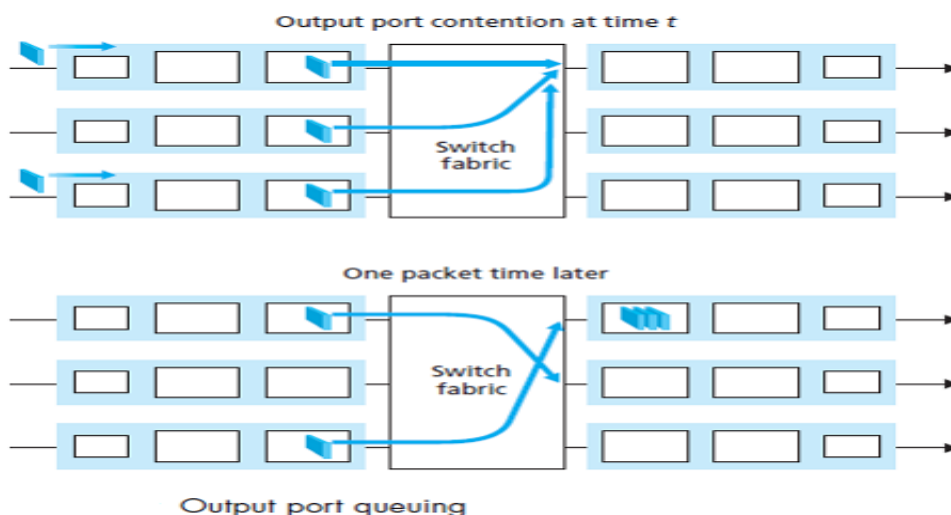 Output port contention at time t
Switch
fabric
One packet time later
Switch
fabric
Output port queuing